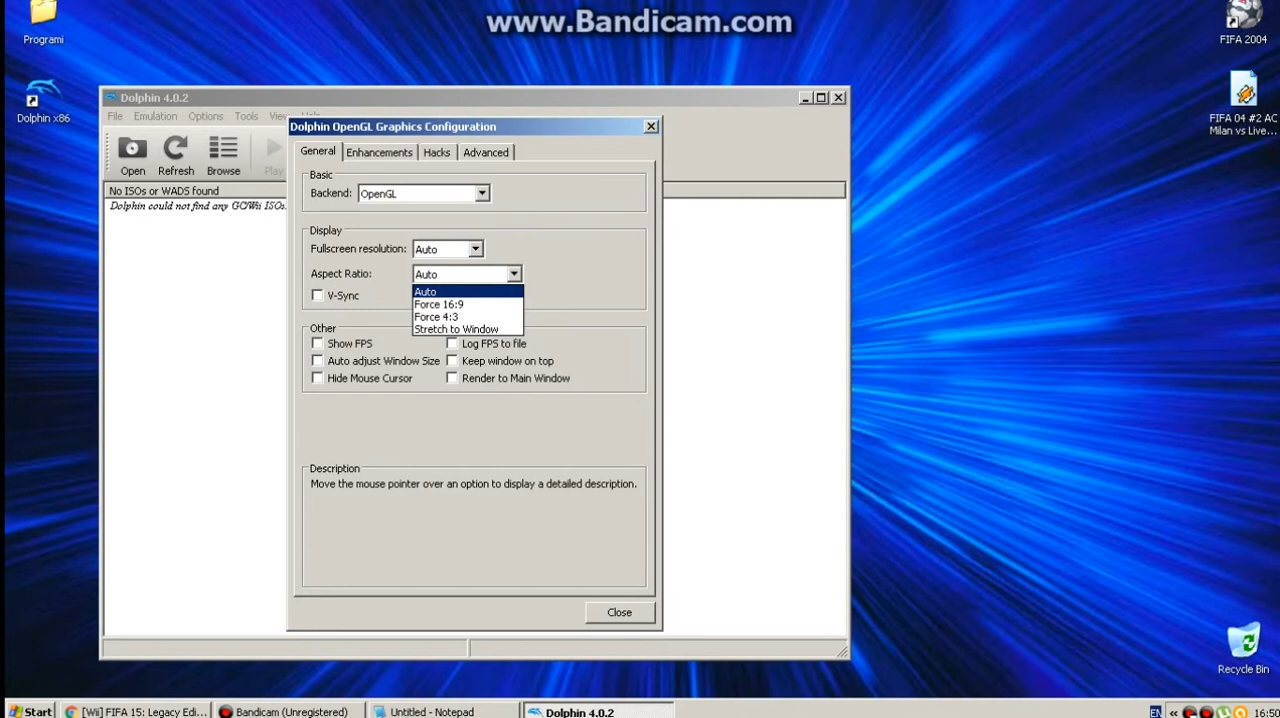 www.Bandicam.com
Programi
FIFA 2004
Dolphin x86
FIFA 04 #2 AC
Milan vs Live...
Dolphin 4.0.2
File Emulation Options Tools
Dolphin OpenGL Graphics Configuration
General Enhancements Hacks Advanced
Open Refresh Browse Play
No ISOs or WADS found
Dolphin could not find any GC/Wii ISOs.
Basic
Backend: OpenGL
Display
Fullscreen resolution: Auto
Aspect Ratio: Auto
Auto
Force 16:9
Force 4:3
Stretch to Window
V-Sync
Other
Show FPS Log FPS to file
Auto adjust Window Size Keep window on top
Hide Mouse Cursor Render to Main Window
Description
Move the mouse pointer over an option to display a detailed description.
Close
Recycle Bin
Start [Wii] FIFA 15: Legacy Edi... Bandicam (Unregistered) Untitled - Notepad Dolphin 4.0.2 EN « 16:50